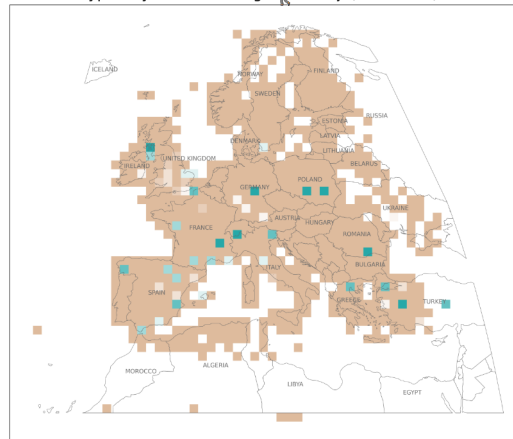 ICELAND
NORWAY
FINLAND
SWEDEN
RUSSIA
ESTONIA
LATVIA
DENMARK
LITHUANIA
UNITED KINGDOM
IRELAND
BELARUS
POLAND
GERMANY
UKRAINE
AUSTRIA
HUNGARY
FRANCE
ROMANIA
BULGARIA
ITALY
SPAIN
GREECE
TURKEY
MOROCCO
ALGERIA
LIBYA
EGYPT